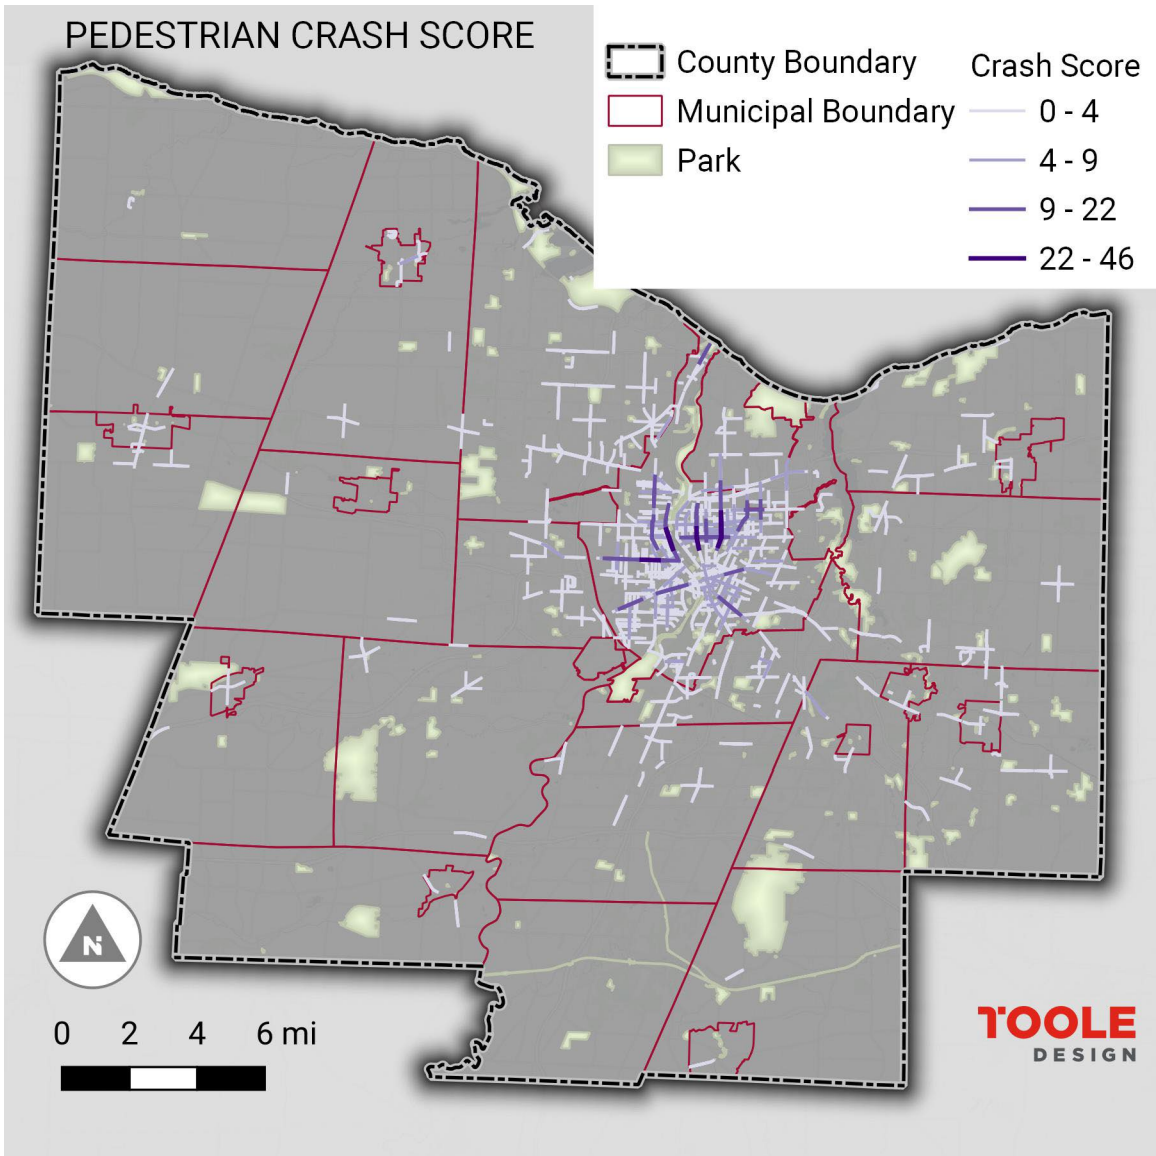 PEDESTRIAN CRASH SCORE
County Boundary
Municipal Boundary
Park
Crash Score
0 - 4
4 - 9
9 - 22
22 - 46
N
0 2 4 6 mi
TOOLE
DESIGN